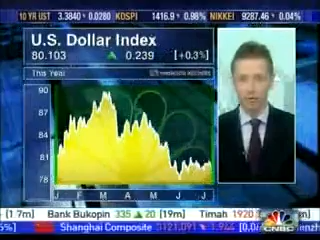 10 YR UST 3.3840 0.0280 KOSPI 1416.9 0.98% NIKKEI 9287.46 0.04%
U.S. Dollar Index
80.103 0.239 [+0.3%]
This Year
90
87
84
81
78
J F M A M J J
(1.7m) Bank Bukopin 335 20 (19m) Timah 1920
Shanghai Composite 3121.091 1.944
CNBC